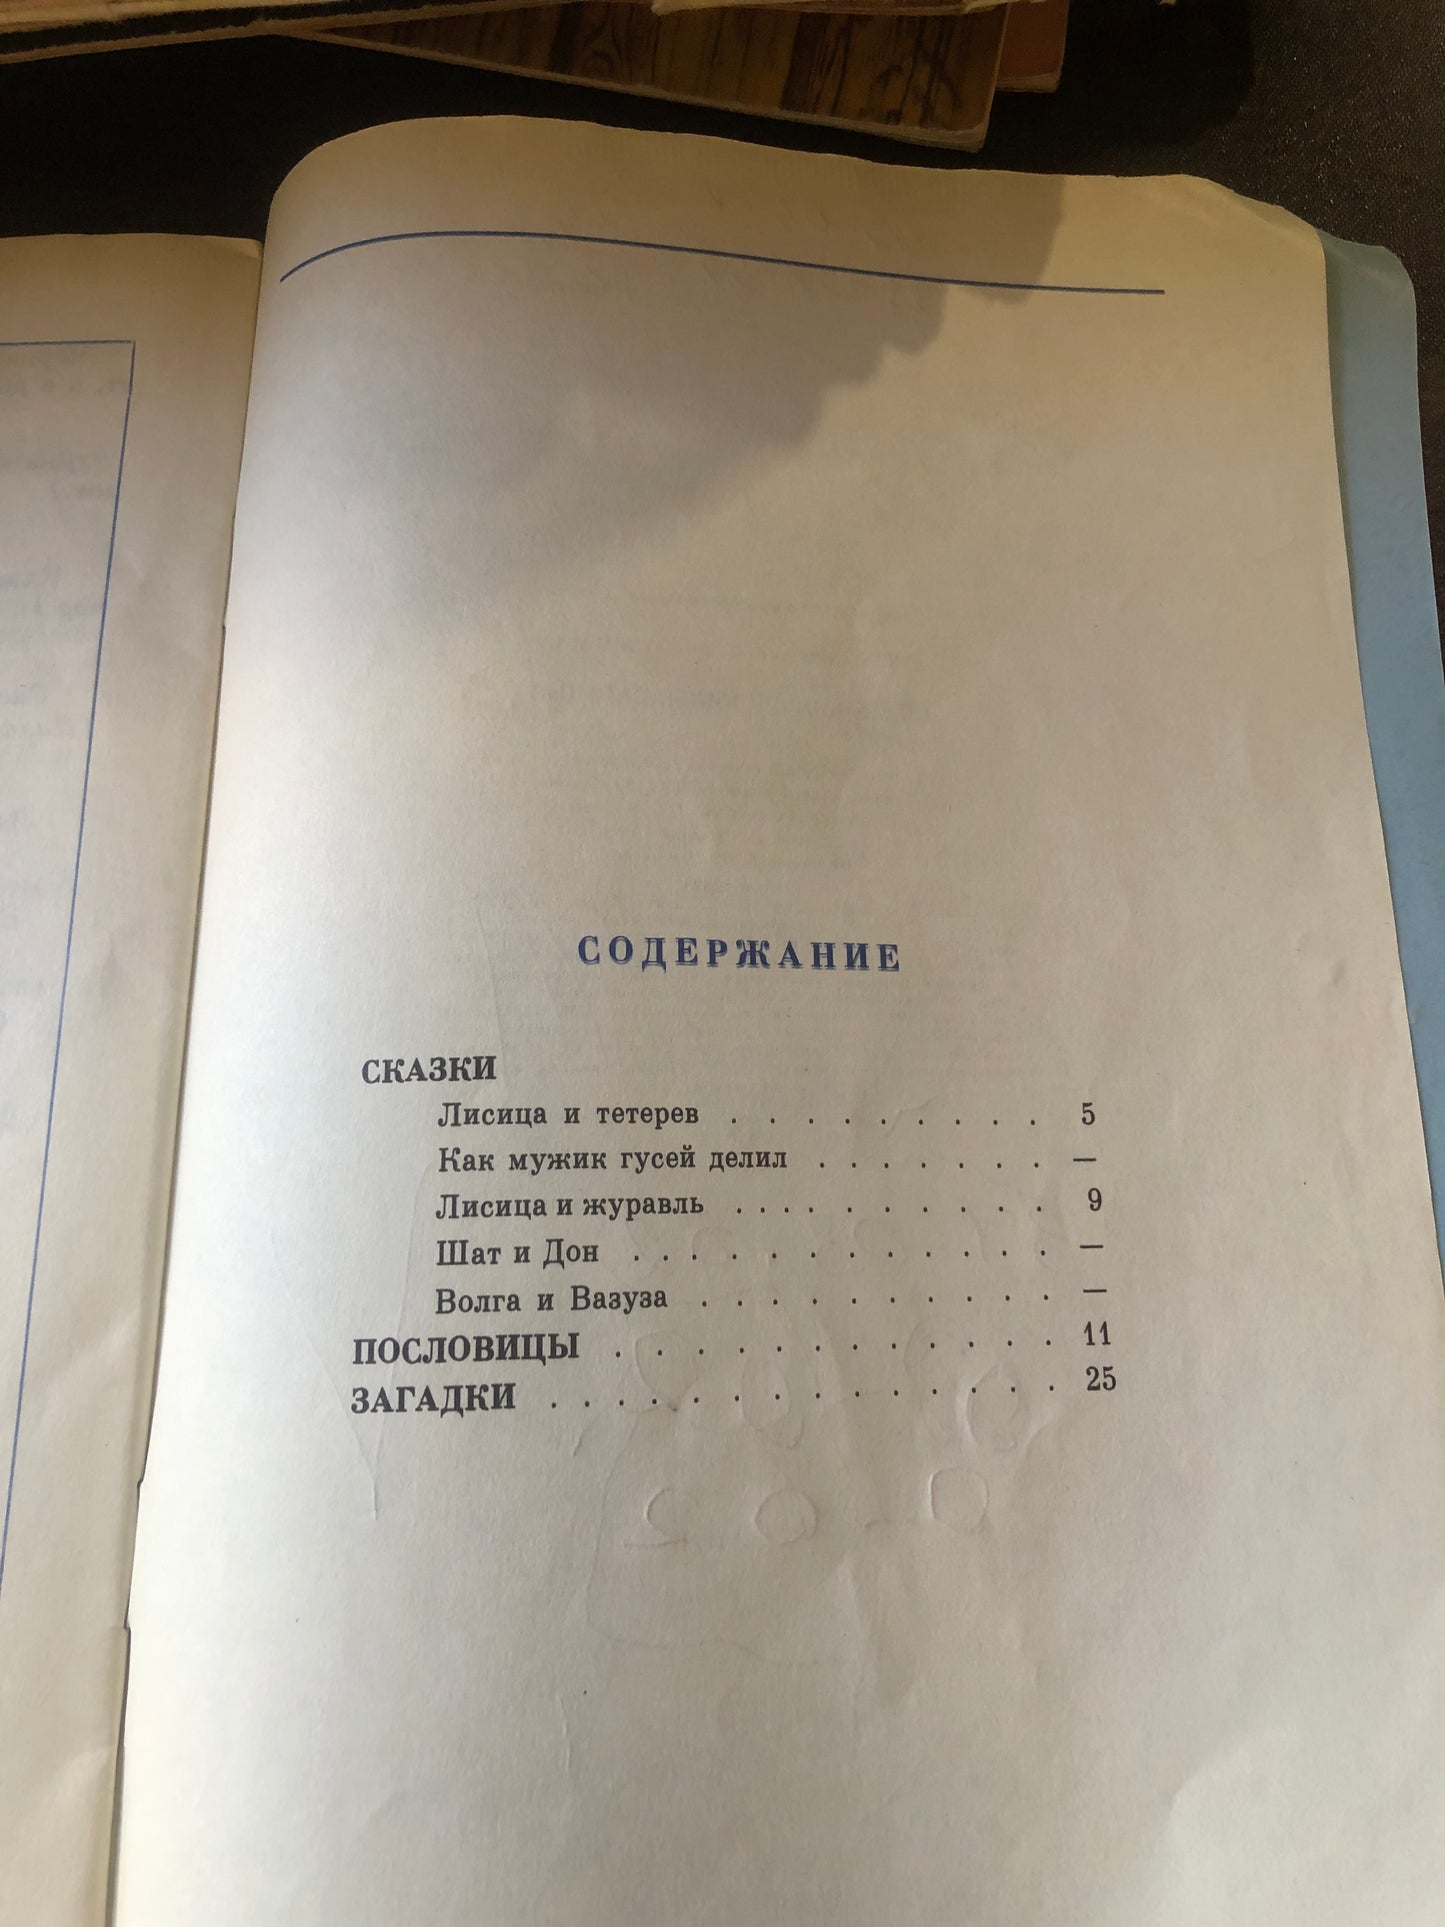 СОДЕРЖАНИЕ
СКАЗКИ
Лисица и тетерев . . . . . . . . . 5
Как мужик гусей делил . . . . . . . —
Лисица и журавль . . . . . . . . . . 9
Шат и Дон . . . . . . . . . . . . —
Волга и Вазуза . . . . . . . . . . —
ПОСЛОВИЦЫ . . . . . . . . . . . . 11
ЗАГАДКИ . . . . . . . . . . . . . . 25